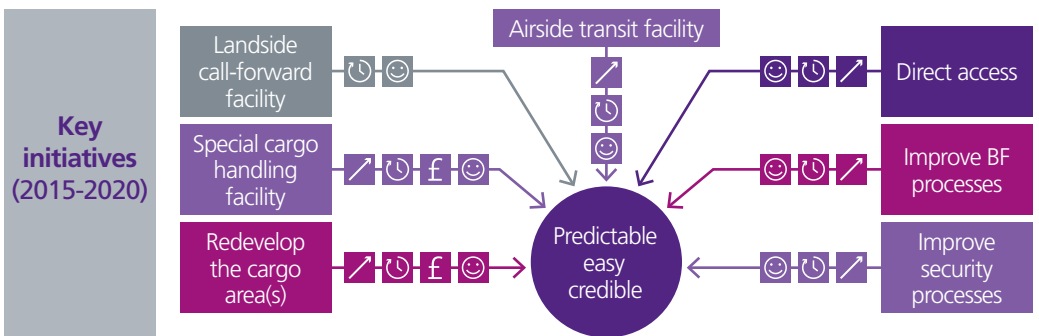 Key
initiatives
(2015-2020)
Landside
call-forward
facility
Special cargo
handling
facility
££
Redevelop
the cargo
area(s)
££
Airside transit facility
Predictable
easy
credible
Direct access
Improve BF
processes
Improve
security
processes